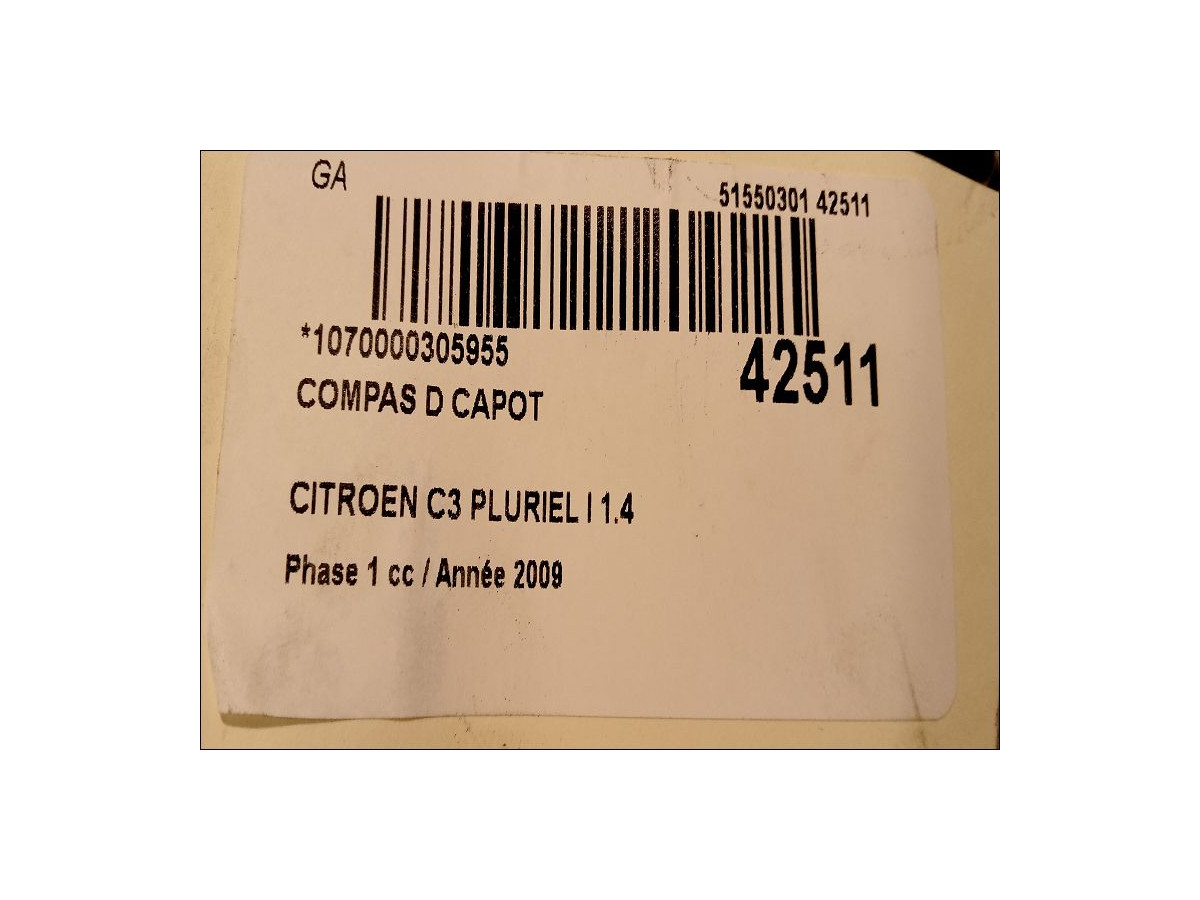 GA
51550301 42511
*1070000305955
42511
COMPAS D CAPOT
CITROEN C3 PLURIEL I 1.4
Phase 1 cc / Année 2009